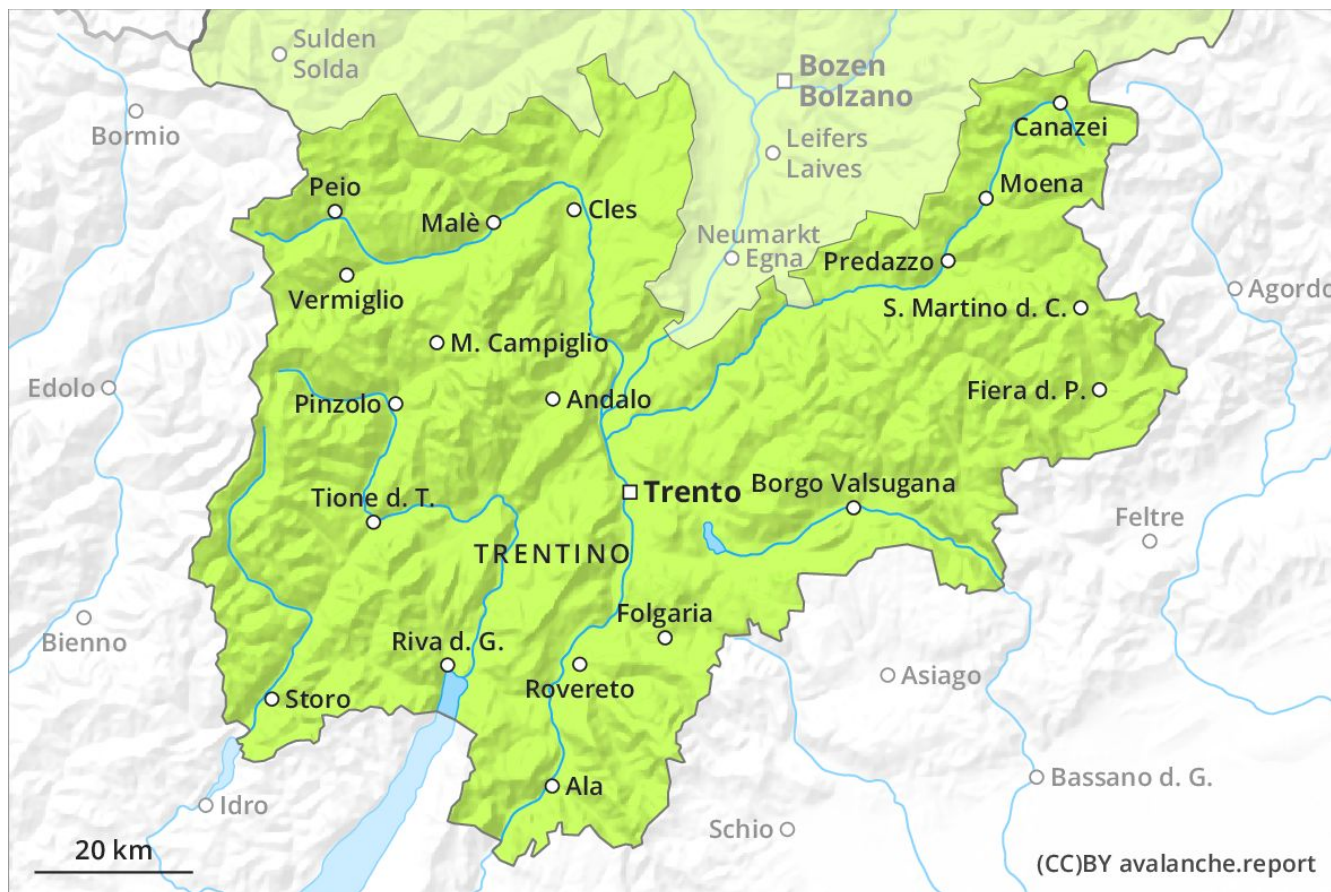 Sulden
Solda
Bozen
Bolzano
Bormio
Canazei
Leifers
Laives
Peio
Moena
Malè
Cles
Neumarkt
Egna
Predazzo
Vermiglio
Agordo
S. Martino d. C.
M. Campiglio
Edolo
Pinzolo
Andalo
Fiera d. P.
Trento
Borgo Valsugana
Tione d. T.
Feltre
TRENTINO
Folgaria
Bienno
Riva d. G.
Asiago
Rovereto
Storo
Bassano d. G.
Ala
Idro
Schio
20 km
(CC)BY avalanche.report